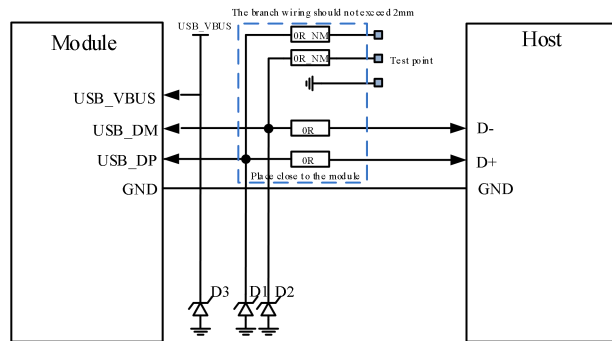 The branch wiring should not exceed 2mm
USB_VBUS
Module
Host
0R_NM
0R_NM
Test point
USB_VBUS
USB_DM
0R
D-
USB_DP
0R
D+
Place close to the module
GND
GND
D3
D1
D2